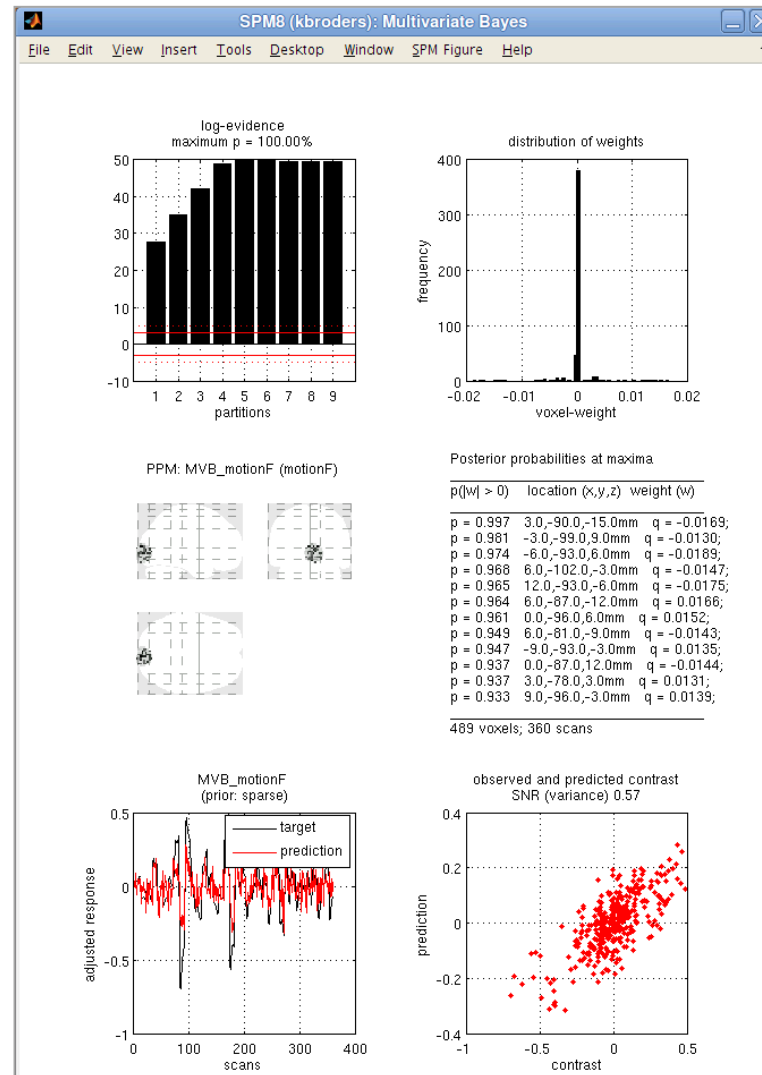 SPM8 (kbroders): Multivariate Bayes
File Edit View Insert Tools Desktop Window SPM Figure Help
log-evidence
maximum p = 100.00%
50
40
30
20
10
0
-10
1 2 3 4 5 6 7 8 9
partitions
distribution of weights
400
300
200
100
0
frequency
-0.02 -0.01 0 0.01 0.02
voxel-weight
PPM: MVB_motionF (motionF)
Posterior probabilities at maxima
p(|w| > 0) location (x,y,z) weight (w)
p = 0.997 3.0,-90.0,-15.0mm q = -0.0169;
p = 0.981 -3.0,-99.0,9.0mm q = -0.0130;
p = 0.974 -6.0,-93.0,6.0mm q = -0.0189;
p = 0.968 6.0,-102.0,-3.0mm q = -0.0147;
p = 0.965 12.0,-93.0,-6.0mm q = -0.0175;
p = 0.964 6.0,-87.0,-12.0mm q = 0.0166;
p = 0.961 0.0,-96.0,6.0mm q = 0.0152;
p = 0.949 6.0,-81.0,-9.0mm q = -0.0143;
p = 0.947 -9.0,-93.0,-3.0mm q = 0.0135;
p = 0.937 0.0,-87.0,12.0mm q = -0.0144;
p = 0.937 3.0,-78.0,3.0mm q = 0.0131;
p = 0.933 9.0,-96.0,-3.0mm q = 0.0139;
489 voxels; 360 scans
MVB_motionF
(prior: sparse)
0.5
0
-0.5
-1
adjusted response
target
prediction
0 100 200 300 400
scans
observed and predicted contrast
SNR (variance) 0.57
0.4
0.2
0
-0.2
-0.4
prediction
-1 -0.5 0 0.5
contrast